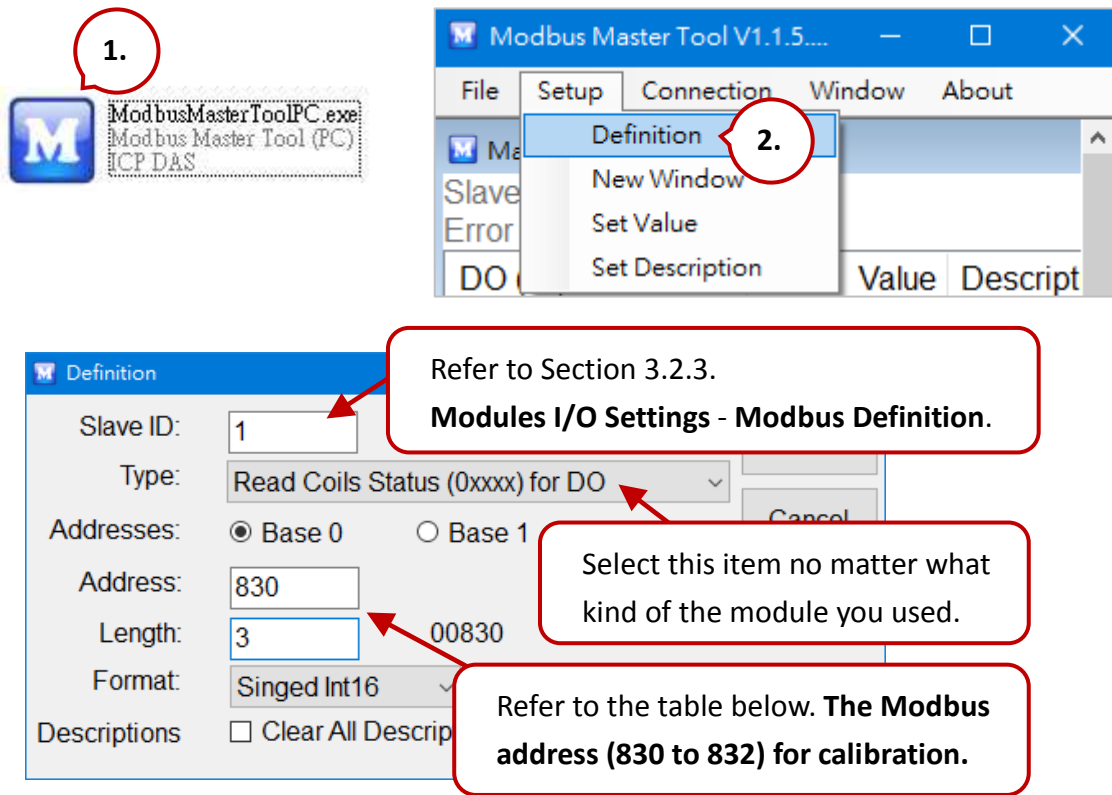 1.
M
ModbusMasterToolPC.exe
Modbus Master Tool (PC)
ICP DAS
M Modbus Master Tool V1.1.5....
File Setup Connection Window About
Definition
2.
M Ma
New Window
Slave
Set Value
Error
Set Description
DO ( Value Descript
M Definition
Refer to Section 3.2.3.
Modules I/O Settings - Modbus Definition.
Slave ID: 1
Type: Read Coils Status (0xxxx) for DO
Cancel
Addresses: Base 0 Base 1
Select this item no matter what
kind of the module you used.
Address: 830
Length: 3 00830
Format: Singed Int16
Refer to the table below. The Modbus
address (830 to 832) for calibration.
Descriptions Clear All Descrip